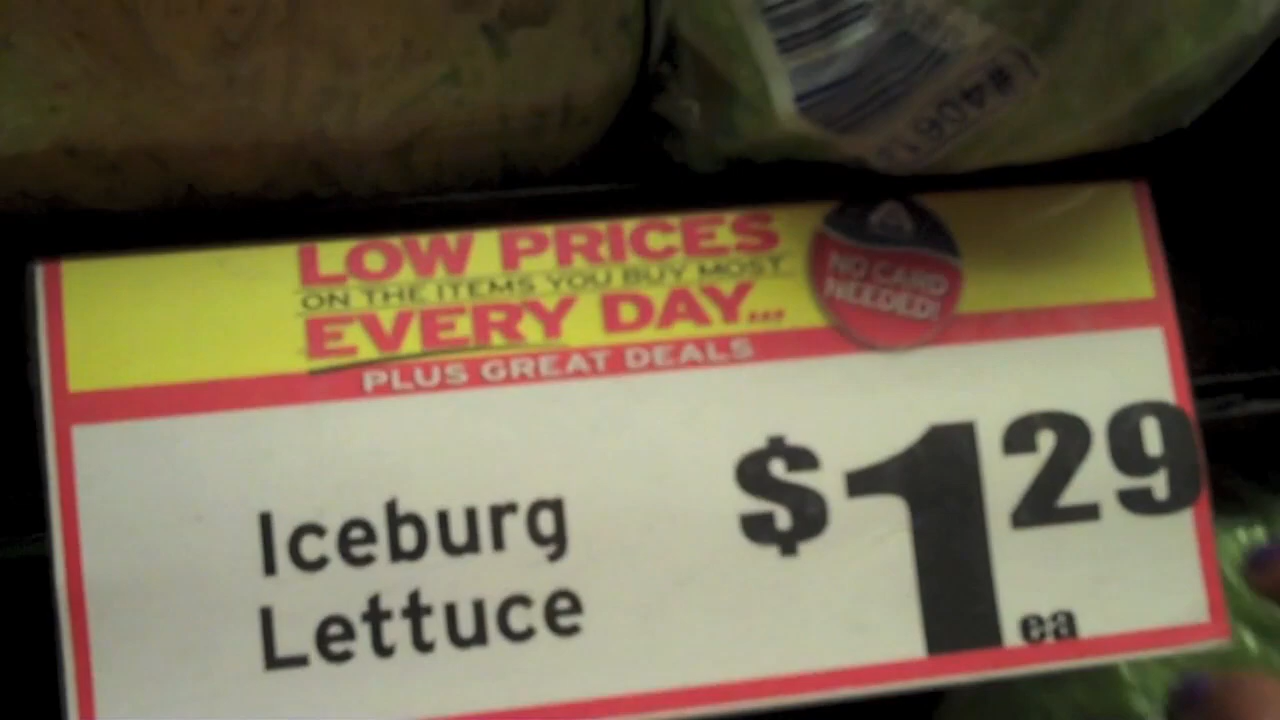 #4061
LOW PRICES
ON THE ITEMS YOU BUY MOST
EVERY DAY...
PLUS GREAT DEALS
NO CARD
NEEDED!
Iceburg
Lettuce
$1 29
ea